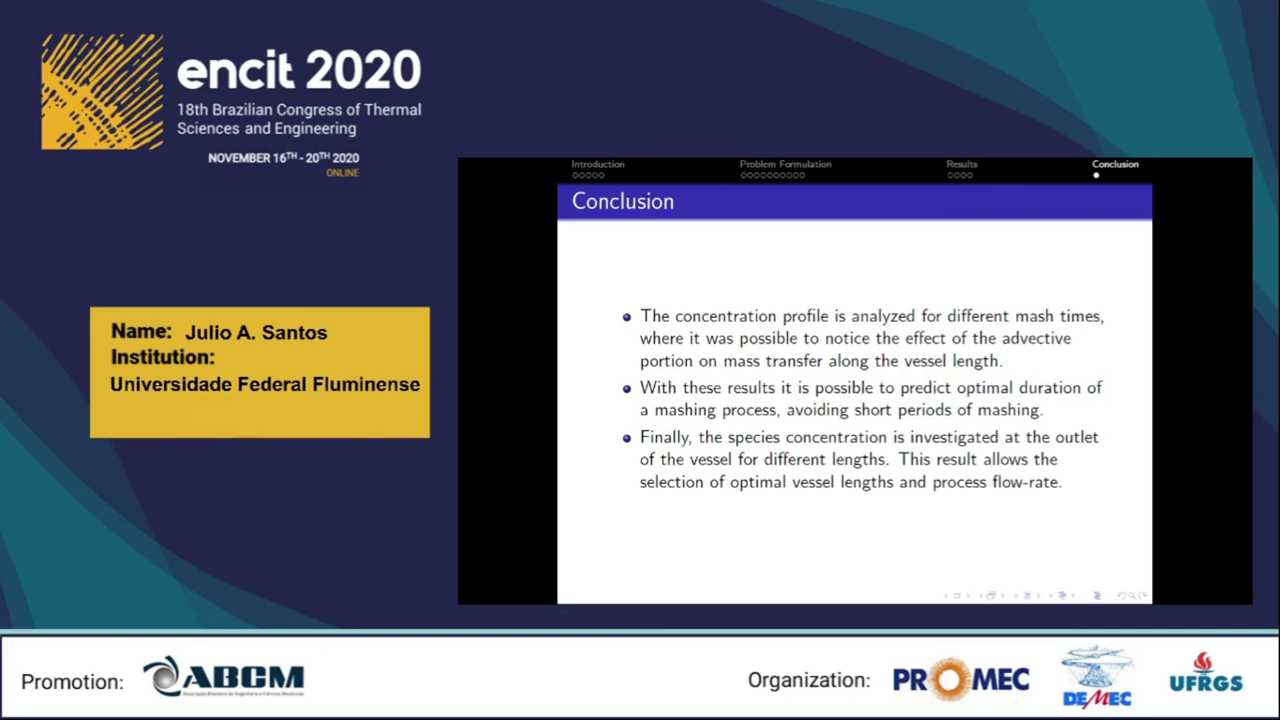 encit 2020
18th Brazilian Congress of Thermal
Sciences and Engineering
NOVEMBER 16TH - 20TH 2020
ONLINE
Name: Julio A. Santos
Institution:
Universidade Federal Fluminense
Introduction
Problem Formulation
Results
Conclusion
Conclusion
The concentration profile is analyzed for different mash times,
where it was possible to notice the effect of the advective
portion on mass transfer along the vessel length.
With these results it is possible to predict optimal duration of
a mashing process, avoiding short periods of mashing.
Finally, the species concentration is investigated at the outlet
of the vessel for different lengths. This result allows the
selection of optimal vessel lengths and process flow-rate.
Promotion:
ABCM
Organization:
PROMEC
DEMEC
UFRGS